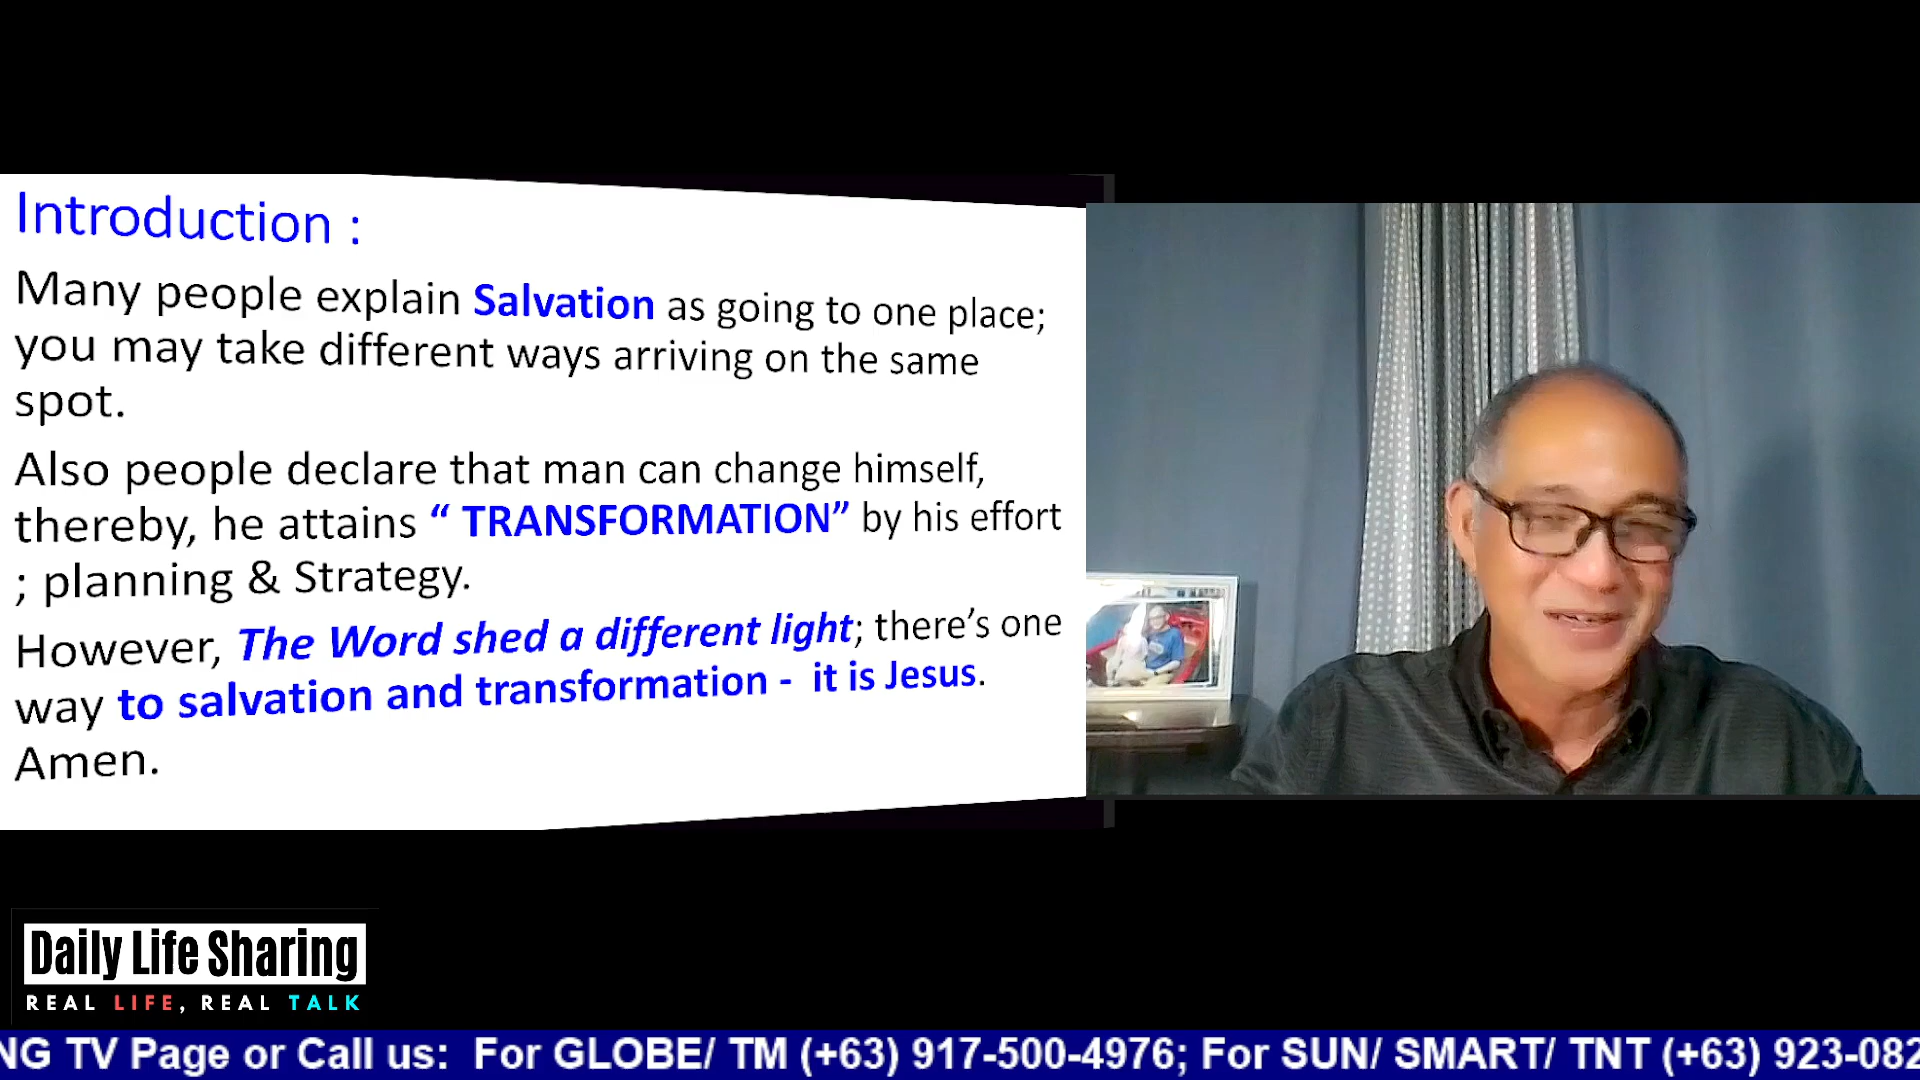 Introduction :
Many people explain Salvation as going to one place;
you may take different ways arriving on the same
spot.
Also people declare that man can change himself,
thereby, he attains “ TRANSFORMATION” by his effort
; planning & Strategy.
However, The Word shed a different light; there’s one
way to salvation and transformation - it is Jesus.
Amen.
Daily Life Sharing
REAL LIFE, REAL TALK
NG TV Page or Call us: For GLOBE/ TM (+63) 917-500-4976; For SUN/ SMART/ TNT (+63) 923-082